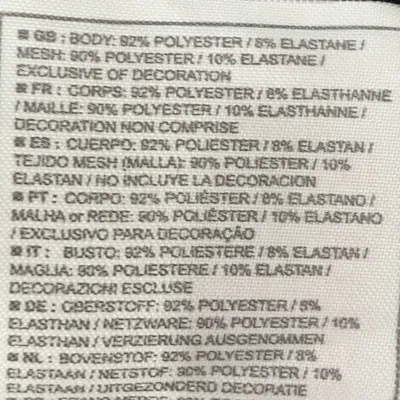 GB : BODY: 92% POLYESTER / 8% ELASTANE /
MESH: 90% POLYESTER / 10% ELASTANE /
EXCLUSIVE OF DECORATION
FR : CORPS: 92% POLYESTER / 8% ELASTHANNE
/ MAILLE: 90% POLYESTER / 10% ELASTHANNE /
DECORATION NON COMPRISE
ES : CUERPO: 92% POLIESTER / 8% ELASTAN /
TEJIDO MESH (MALLA): 90% POLIESTER / 10%
ELASTAN / NO INCLUYE LA DECORACION
PT : CORPO: 92% POLIÉSTER / 8% ELASTANO /
MALHA or REDE: 90% POLIÉSTER / 10% ELASTANO
/ EXCLUSIVO PARA DECORAÇÃO
IT : BUSTO: 92% POLIESTERE / 8% ELASTAN /
MAGLIA: 90% POLIESTERE / 10% ELASTAN /
DECORAZIONI ESCLUSE
DE : OBERSTOFF: 92% POLYESTER / 8%
ELASTHAN / NETZWARE: 90% POLYESTER / 10%
ELASTHAN / VERZIERUNG AUSGENOMMEN
NL : BOVENSTOF: 92% POLYESTER / 8%
ELASTAAN / NETSTOF: 90% POLYESTER / 10%
ELASTAAN / UITGEZONDERD DECORATIE